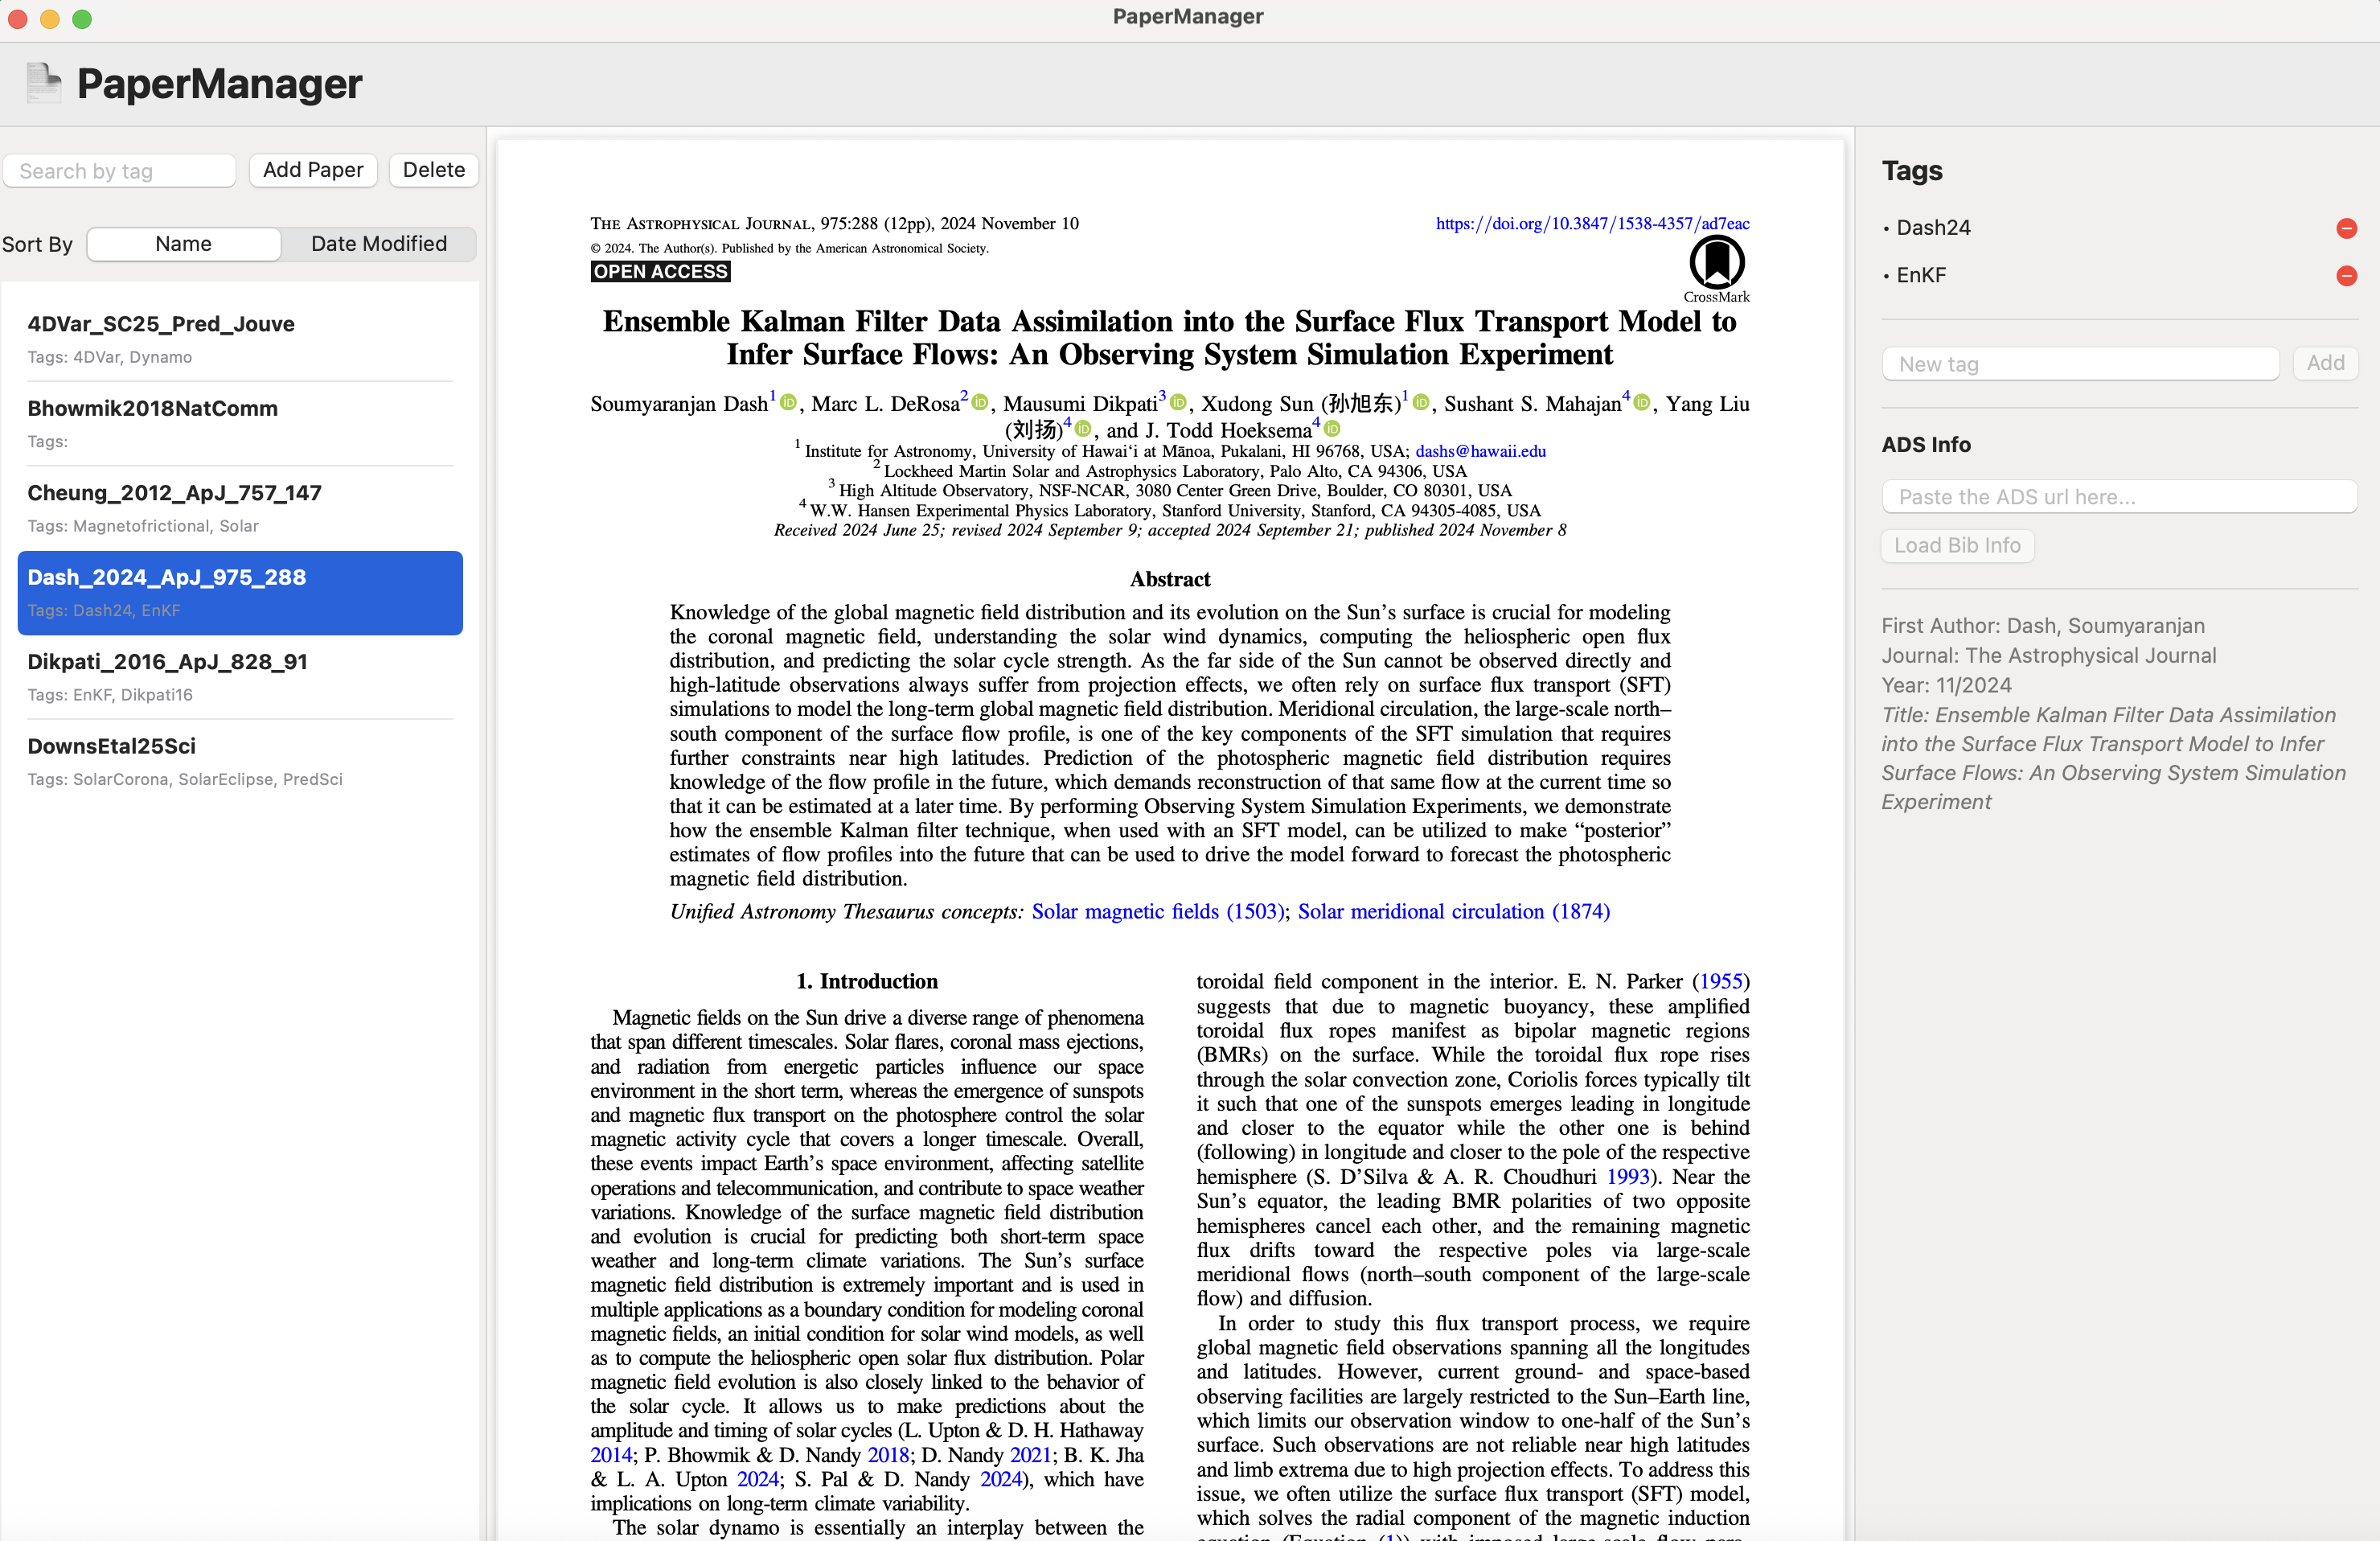 PaperManager
PaperManager
Search by tag
Add Paper
Delete
Sort By
Name
Date Modified
4DVar_SC25_Pred_Jouve
Tags: 4DVar, Dynamo
Bhowmik2018NatComm
Tags:
Cheung_2012_ApJ_757_147
Tags: Magnetofrictional, Solar
Dash_2024_ApJ_975_288
Tags: Dash24, EnKF
Dikpati_2016_ApJ_828_91
Tags: EnKF, Dikpati16
DownsEtal25Sci
Tags: SolarCorona, SolarEclipse, PredSci
THE ASTROPHYSICAL JOURNAL, 975:288 (12pp), 2024 November 10
https://doi.org/10.3847/1538-4357/ad7eac
© 2024. The Author(s). Published by the American Astronomical Society.
OPEN ACCESS
CrossMark
Ensemble Kalman Filter Data Assimilation into the Surface Flux Transport Model to
Infer Surface Flows: An Observing System Simulation Experiment
Soumyaranjan Dash1 iD, Marc L. DeRosa2 iD, Mausumi Dikpati3 iD, Xudong Sun (孙旭东)1 iD, Sushant S. Mahajan4 iD, Yang Liu
(刘扬)4 iD, and J. Todd Hoeksema4 iD
1 Institute for Astronomy, University of Hawai‘i at Mānoa, Pukalani, HI 96768, USA; dashs@hawaii.edu
2 Lockheed Martin Solar and Astrophysics Laboratory, Palo Alto, CA 94306, USA
3 High Altitude Observatory, NSF-NCAR, 3080 Center Green Drive, Boulder, CO 80301, USA
4 W.W. Hansen Experimental Physics Laboratory, Stanford University, Stanford, CA 94305-4085, USA
Received 2024 June 25; revised 2024 September 9; accepted 2024 September 21; published 2024 November 8
Abstract
Knowledge of the global magnetic field distribution and its evolution on the Sun’s surface is crucial for modeling
the coronal magnetic field, understanding the solar wind dynamics, computing the heliospheric open flux
distribution, and predicting the solar cycle strength. As the far side of the Sun cannot be observed directly and
high-latitude observations always suffer from projection effects, we often rely on surface flux transport (SFT)
simulations to model the long-term global magnetic field distribution. Meridional circulation, the large-scale north–
south component of the surface flow profile, is one of the key components of the SFT simulation that requires
further constraints near high latitudes. Prediction of the photospheric magnetic field distribution requires
knowledge of the flow profile in the future, which demands reconstruction of that same flow at the current time so
that it can be estimated at a later time. By performing Observing System Simulation Experiments, we demonstrate
how the ensemble Kalman filter technique, when used with an SFT model, can be utilized to make “posterior”
estimates of flow profiles into the future that can be used to drive the model forward to forecast the photospheric
magnetic field distribution.
Unified Astronomy Thesaurus concepts: Solar magnetic fields (1503); Solar meridional circulation (1874)
1. Introduction
Magnetic fields on the Sun drive a diverse range of phenomena
that span different timescales. Solar flares, coronal mass ejections,
and radiation from energetic particles influence our space
environment in the short term, whereas the emergence of sunspots
and magnetic flux transport on the photosphere control the solar
magnetic activity cycle that covers a longer timescale. Overall,
these events impact Earth’s space environment, affecting satellite
operations and telecommunication, and contribute to space weather
variations. Knowledge of the surface magnetic field distribution
and evolution is crucial for predicting both short-term space
weather and long-term climate variations. The Sun’s surface
magnetic field distribution is extremely important and is used in
multiple applications as a boundary condition for modeling coronal
magnetic fields, an initial condition for solar wind models, as well
as to compute the heliospheric open solar flux distribution. Polar
magnetic field evolution is also closely linked to the behavior of
the solar cycle. It allows us to make predictions about the
amplitude and timing of solar cycles (L. Upton & D. H. Hathaway
2014; P. Bhowmik & D. Nandy 2018; D. Nandy 2021; B. K. Jha
& L. A. Upton 2024; S. Pal & D. Nandy 2024), which have
implications on long-term climate variability.
The solar dynamo is essentially an interplay between the
toroidal field component in the interior. E. N. Parker (1955)
suggests that due to magnetic buoyancy, these amplified
toroidal flux ropes manifest as bipolar magnetic regions
(BMRs) on the surface. While the toroidal flux rope rises
through the solar convection zone, Coriolis forces typically tilt
it such that one of the sunspots emerges leading in longitude
and closer to the equator while the other one is behind
(following) in longitude and closer to the pole of the respective
hemisphere (S. D’Silva & A. R. Choudhuri 1993). Near the
Sun’s equator, the leading BMR polarities of two opposite
hemispheres cancel each other, and the remaining magnetic
flux drifts toward the respective poles via large-scale
meridional flows (north–south component of the large-scale
flow) and diffusion.
In order to study this flux transport process, we require
global magnetic field observations spanning all the longitudes
and latitudes. However, current ground- and space-based
observing facilities are largely restricted to the Sun–Earth line,
which limits our observation window to one-half of the Sun’s
surface. Such observations are not reliable near high latitudes
and limb extrema due to high projection effects. To address this
issue, we often utilize the surface flux transport (SFT) model,
which solves the radial component of the magnetic induction
equation (Equation (1)) with imposed large-scale flow para-
Tags
• Dash24
• EnKF
New tag
Add
ADS Info
Paste the ADS url here...
Load Bib Info
First Author: Dash, Soumyaranjan
Journal: The Astrophysical Journal
Year: 11/2024
Title: Ensemble Kalman Filter Data Assimilation
into the Surface Flux Transport Model to Infer
Surface Flows: An Observing System Simulation
Experiment